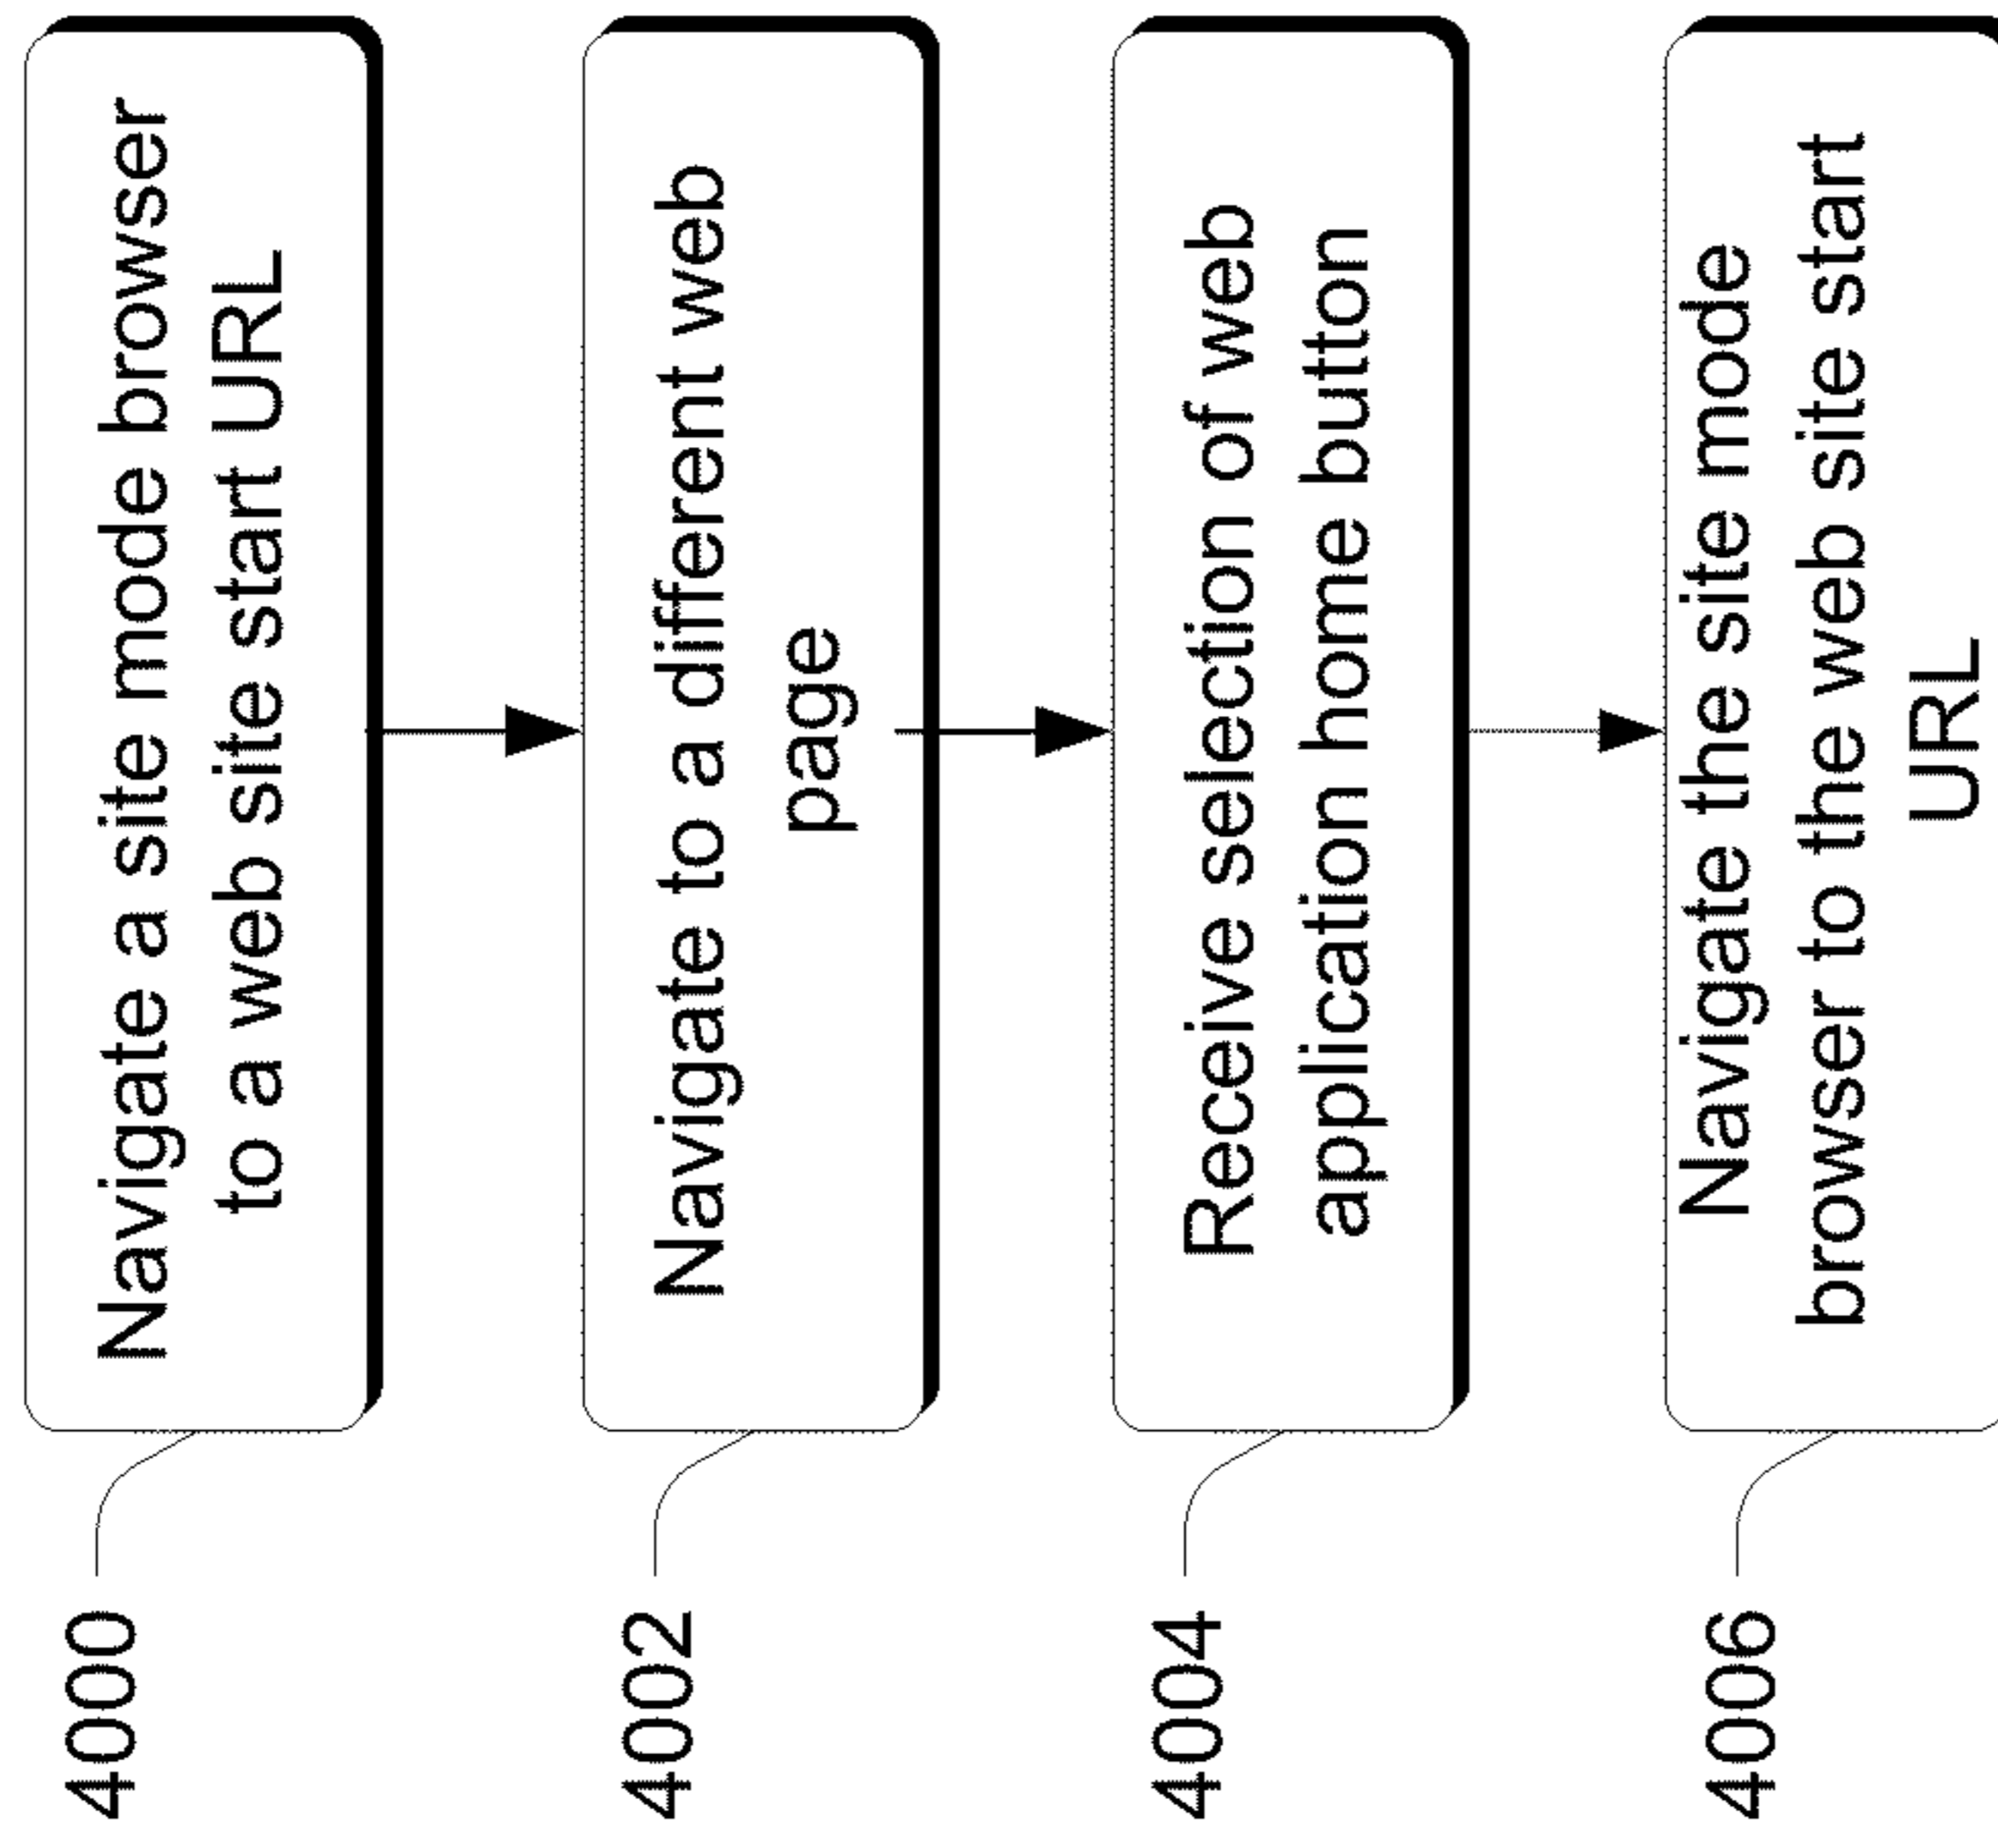 4000
Navigate a site mode browser
to a web site start URL
4002
Navigate to a different web
page
4004
Receive selection of web
application home button
4006
Navigate the site mode
browser to the web site start
URL